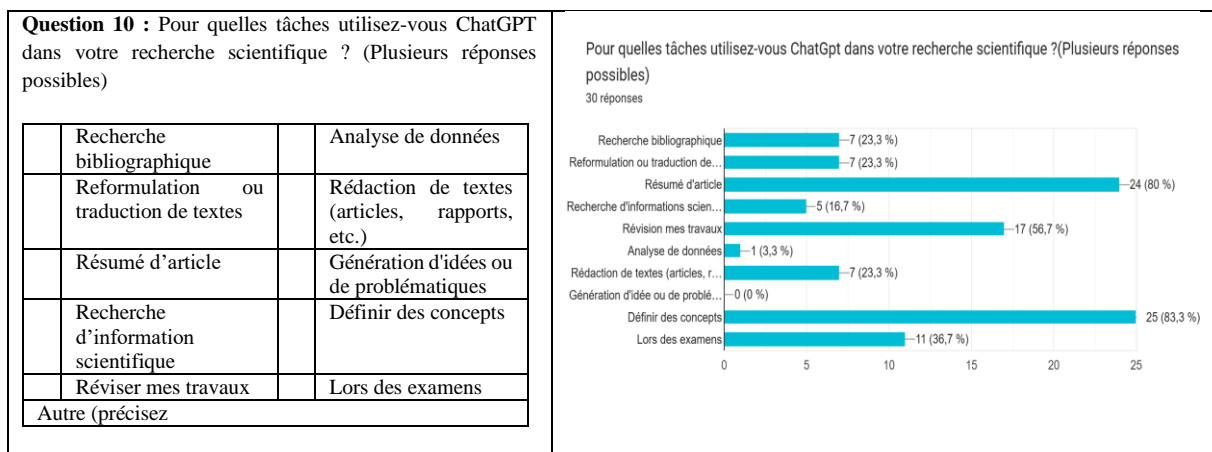 Question 10 : Pour quelles tâches utilisez-vous ChatGPT
dans votre recherche scientifique ? (Plusieurs réponses
possibles)
Recherche
bibliographique
Analyse de données
Reformulation ou
traduction de textes
Rédaction de textes
(articles, rapports,
etc.)
Résumé d’article
Génération d'idées ou
de problématiques
Recherche
d’information
scientifique
Définir des concepts
Réviser mes travaux
Lors des examens
Autre (précisez
Pour quelles tâches utilisez-vous ChatGpt dans votre recherche scientifique ?(Plusieurs réponses
possibles)
30 réponses
Recherche bibliographique 7 (23,3 %)
Reformulation ou traduction de... 7 (23,3 %)
Résumé d'article 24 (80 %)
Recherche d'informations scien... 5 (16,7 %)
Révision mes travaux 17 (56,7 %)
Analyse de données 1 (3,3 %)
Rédaction de textes (articles, r... 7 (23,3 %)
Génération d'idée ou de problé... 0 (0 %)
Définir des concepts 25 (83,3 %)
Lors des examens 11 (36,7 %)
0 5 10 15 20 25